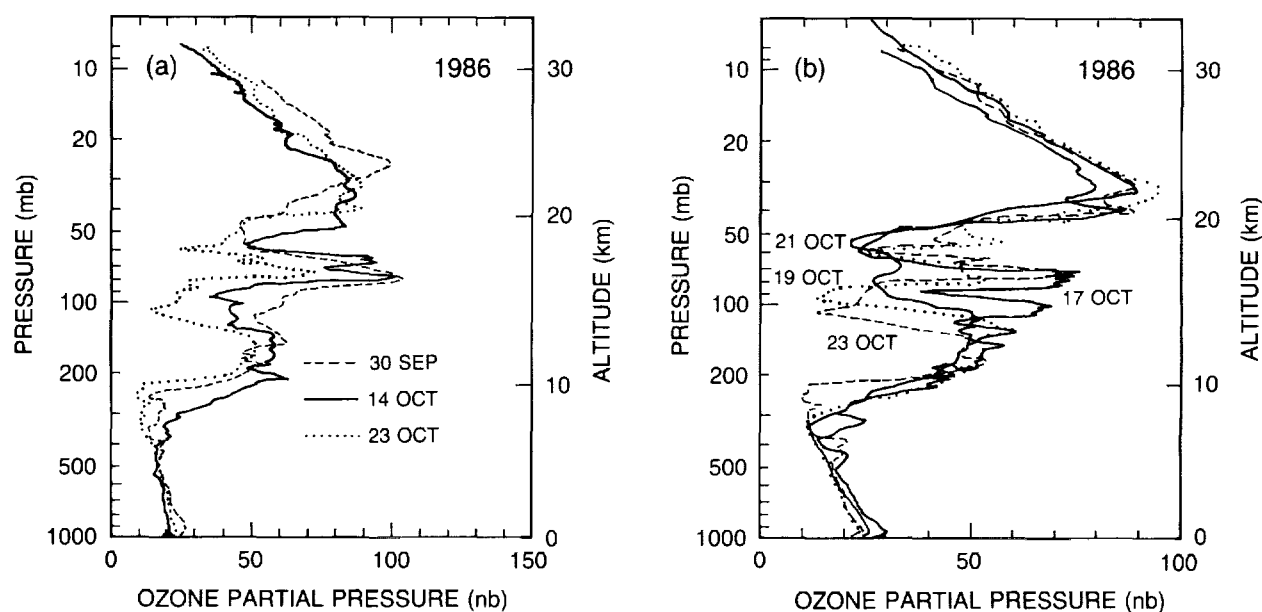 (a)
1986
PRESSURE (mb)
10
20
50
100
200
500
1000
ALTITUDE (km)
30
20
10
0
30 SEP
14 OCT
23 OCT
0
50
100
150
OZONE PARTIAL PRESSURE (nb)
(b)
1986
PRESSURE (mb)
10
20
50
100
200
500
1000
ALTITUDE (km)
30
20
10
0
21 OCT
19 OCT
17 OCT
23 OCT
0
50
100
OZONE PARTIAL PRESSURE (nb)